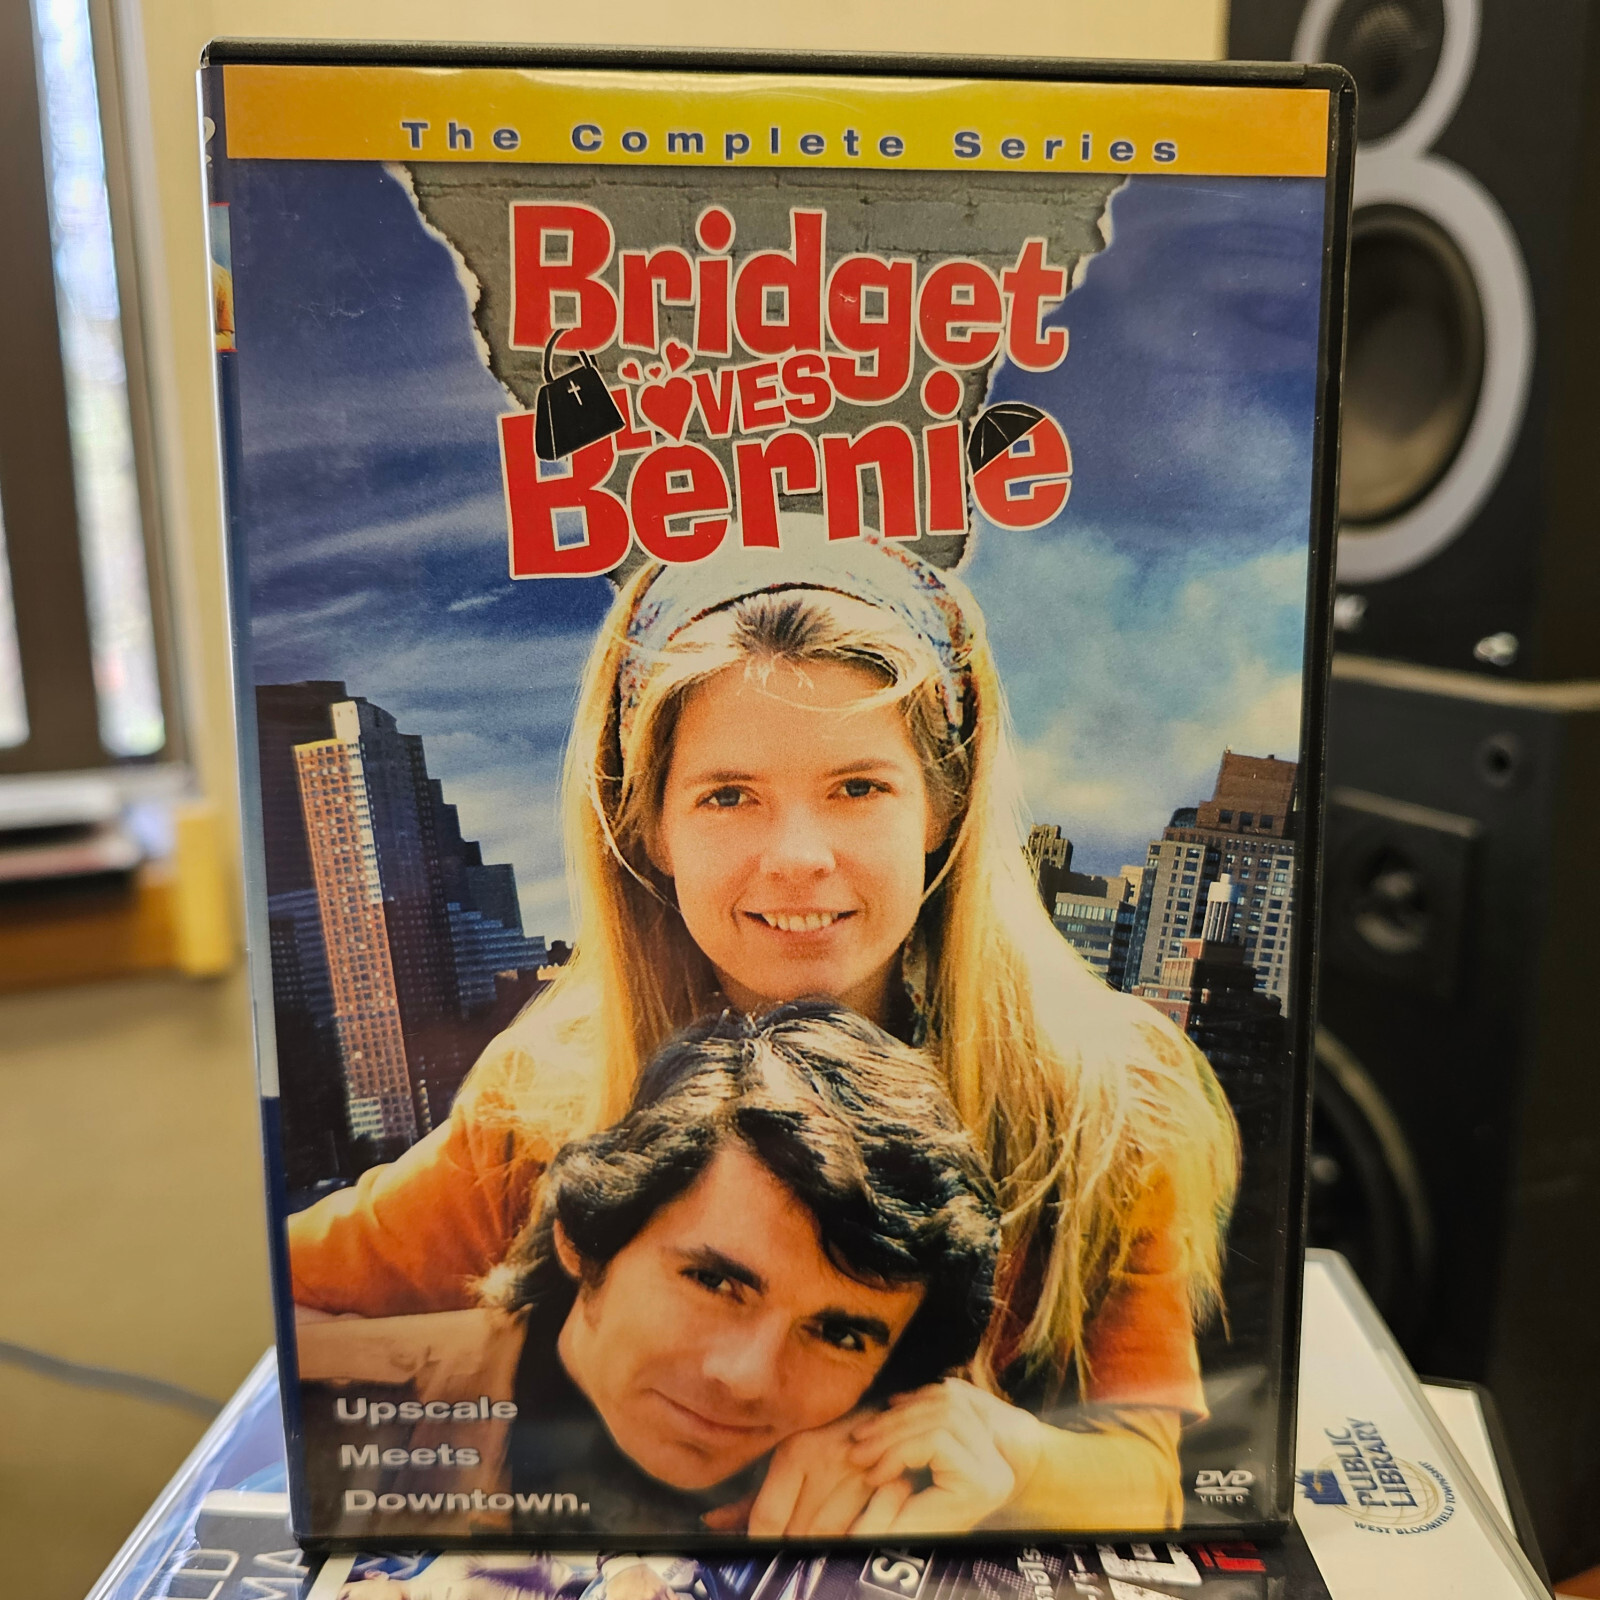 The Complete Series
Bridget
LOVES
Bernie
Upscale
Meets
Downtown.
DVD
VIDEO
PUBLIC
LIBRARY
WEST BLOOMFIELD TOWNSHIP